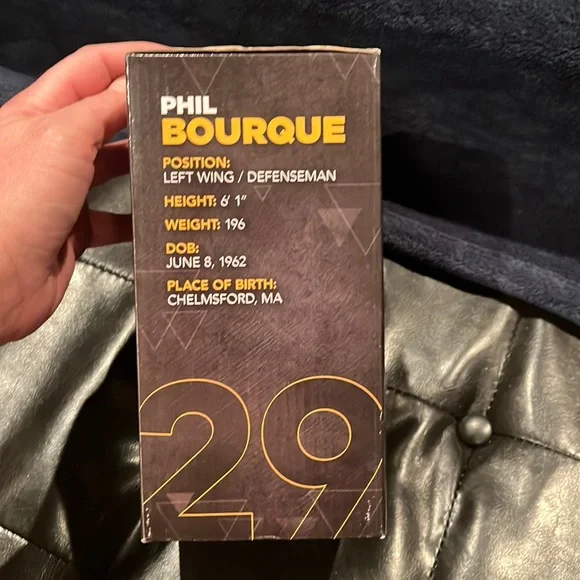 PHIL
BOURQUE
POSITION:
LEFT WING / DEFENSEMAN
HEIGHT: 6' 1"
WEIGHT: 196
DOB:
JUNE 8, 1962
PLACE OF BIRTH:
CHELMSFORD, MA
29